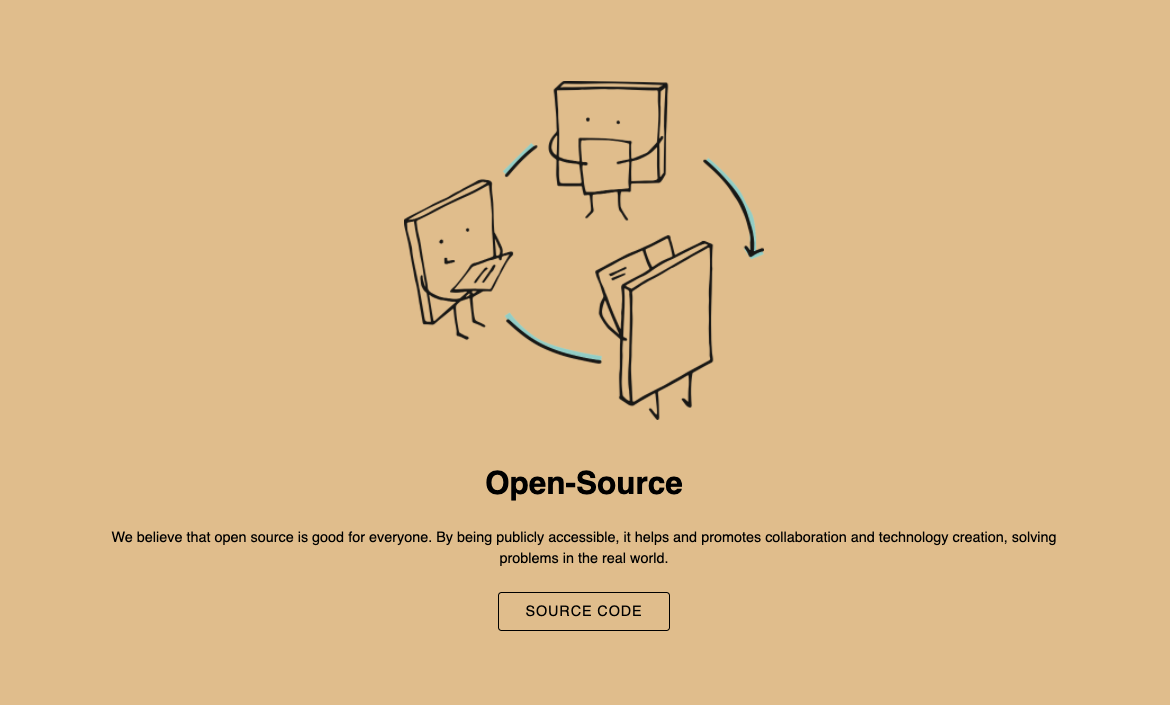 Open-Source
We believe that open source is good for everyone. By being publicly accessible, it helps and promotes collaboration and technology creation, solving
problems in the real world.
SOURCE CODE